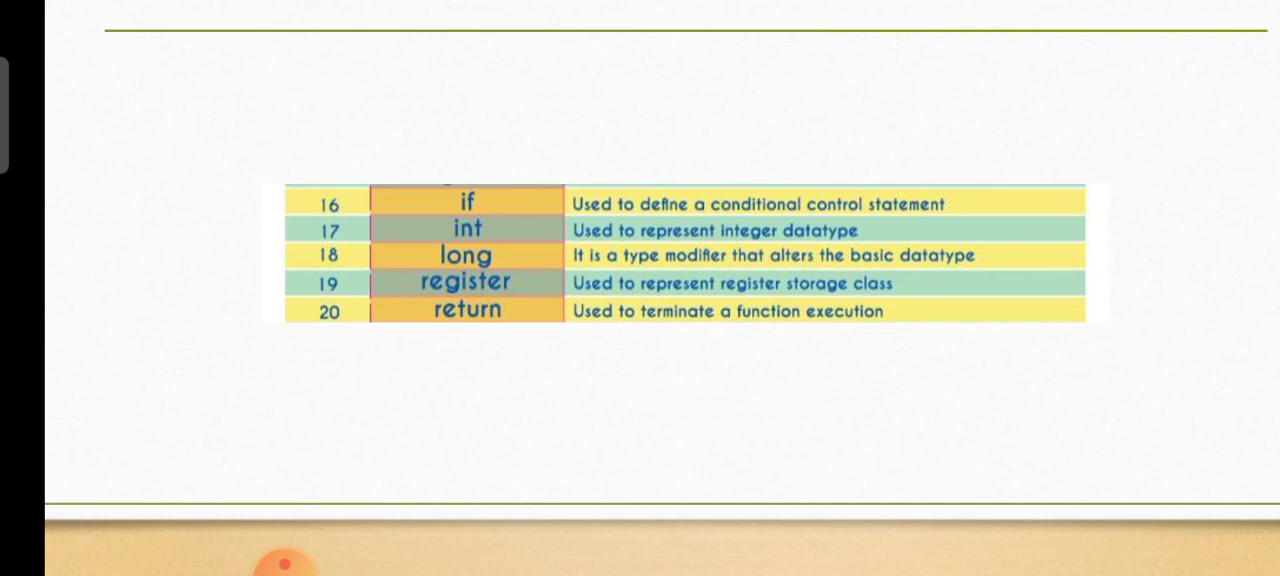 16 if Used to define a conditional control statement
17 int Used to represent integer datatype
18 long It is a type modifier that alters the basic datatype
19 register Used to represent register storage class
20 return Used to terminate a function execution